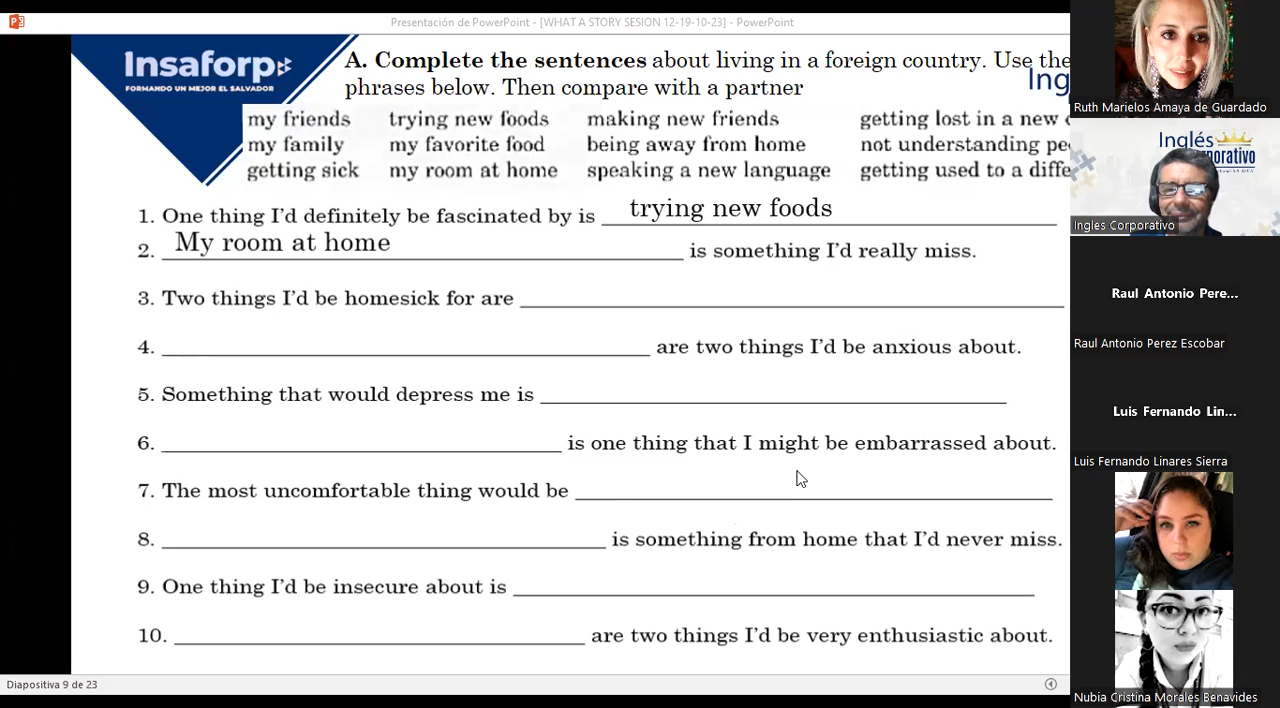 Presentación de PowerPoint - [WHAT A STORY SESION 12-19-10-23] - PowerPoint
Insaforp
FORMANDO UN MEJOR EL SALVADOR
A. Complete the sentences about living in a foreign country. Use the
phrases below. Then compare with a partner
Ing
my friends trying new foods making new friends getting lost in a new
my family my favorite food being away from home not understanding pe
getting sick my room at home speaking a new language getting used to a diffe
1. One thing I'd definitely be fascinated by is trying new foods
2. My room at home is something I'd really miss.
3. Two things I'd be homesick for are
4. are two things I'd be anxious about.
5. Something that would depress me is
6. is one thing that I might be embarrassed about.
7. The most uncomfortable thing would be
8. is something from home that I'd never miss.
9. One thing I'd be insecure about is
10. are two things I'd be very enthusiastic about.
Diapositiva 9 de 23
Ruth Marielos Amaya de Guardado
Inglés
Ingles Corporativo
Raul Antonio Pere...
Raul Antonio Perez Escobar
Luis Fernando Lin...
Luis Fernando Linares Sierra
Nubia Cristina Morales Benavides